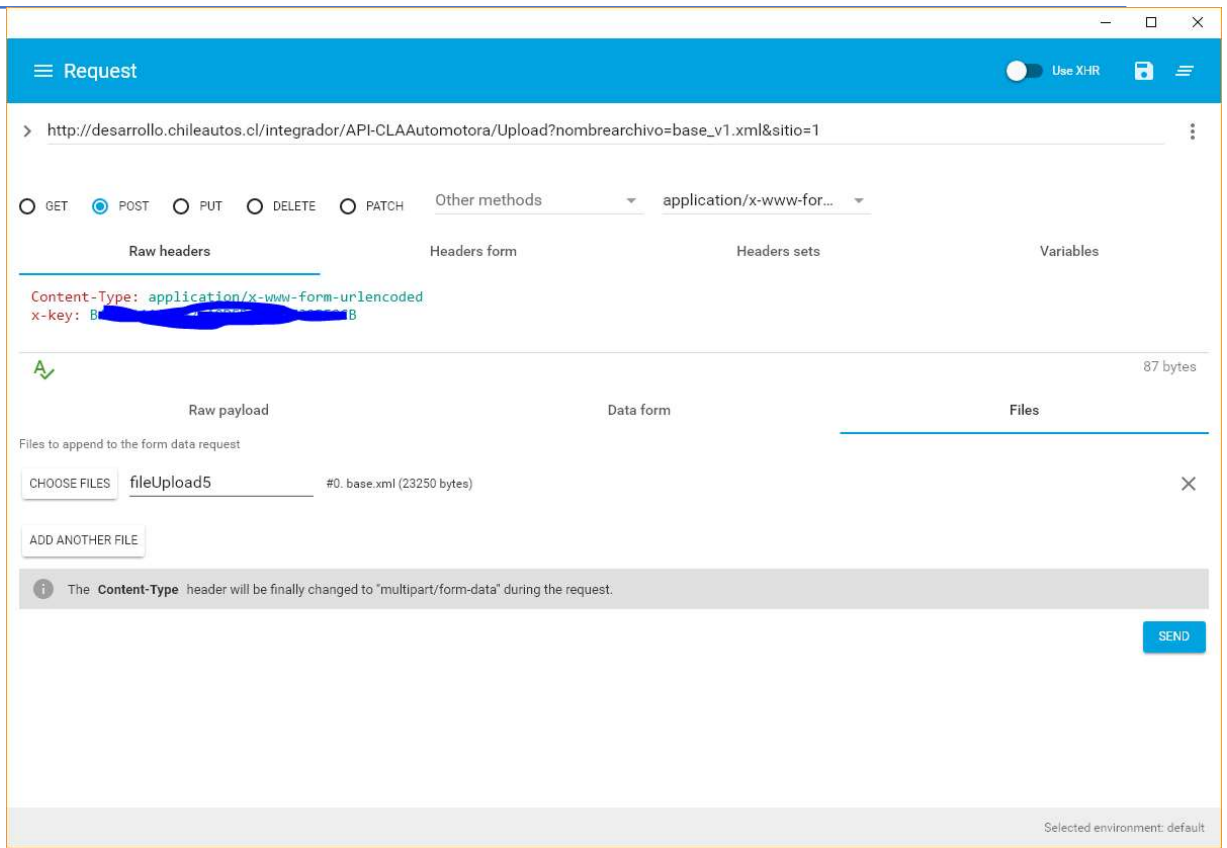 Request
Use XHR
http://desarrollo.chileautos.cl/integrador/API-CLAAutomotora/Upload?nombrearchivo=base_v1.xml&sitio=1
GET POST PUT DELETE PATCH Other methods application/x-www-for...
Raw headers Headers form Headers sets Variables
Content-Type: application/x-www-form-urlencoded
x-key:
87 bytes
Raw payload Data form Files
Files to append to the form data request
CHOOSE FILES fileUpload5 #0. base.xml (23250 bytes)
ADD ANOTHER FILE
The Content-Type header will be finally changed to "multipart/form-data" during the request.
SEND
Selected environment: default